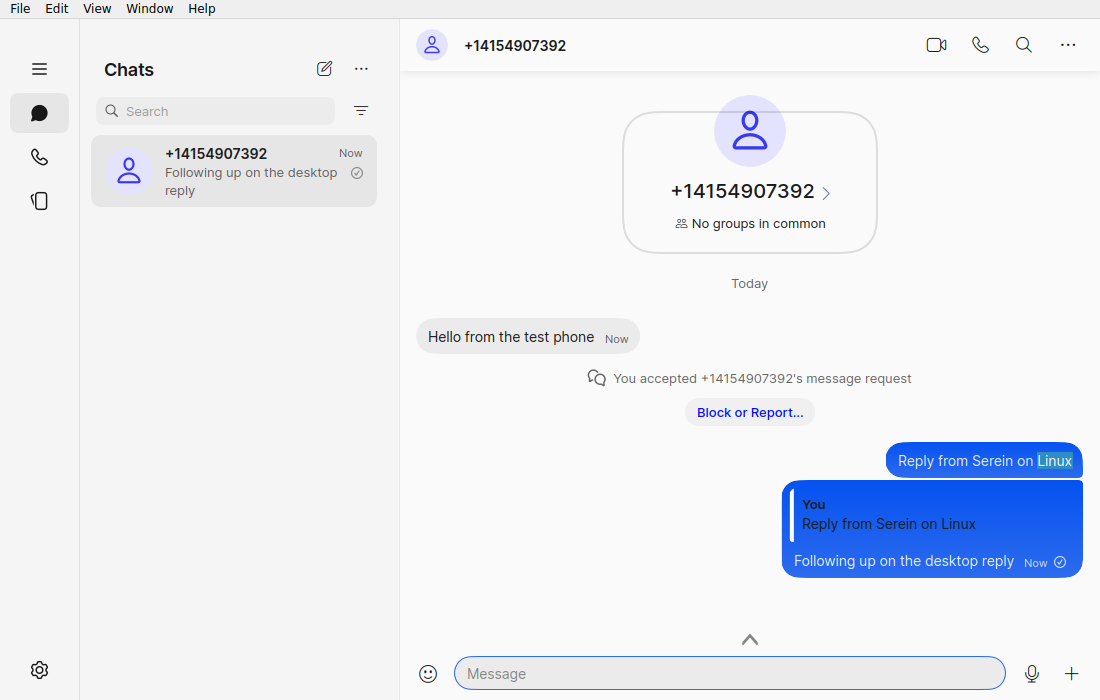 File Edit View Window Help
Chats
Search
+14154907392 Now
Following up on the desktop
reply
+14154907392
+14154907392
No groups in common
Today
Hello from the test phone Now
You accepted +14154907392's message request
Block or Report...
Reply from Serein on Linux
You
Reply from Serein on Linux
Following up on the desktop reply Now
Message